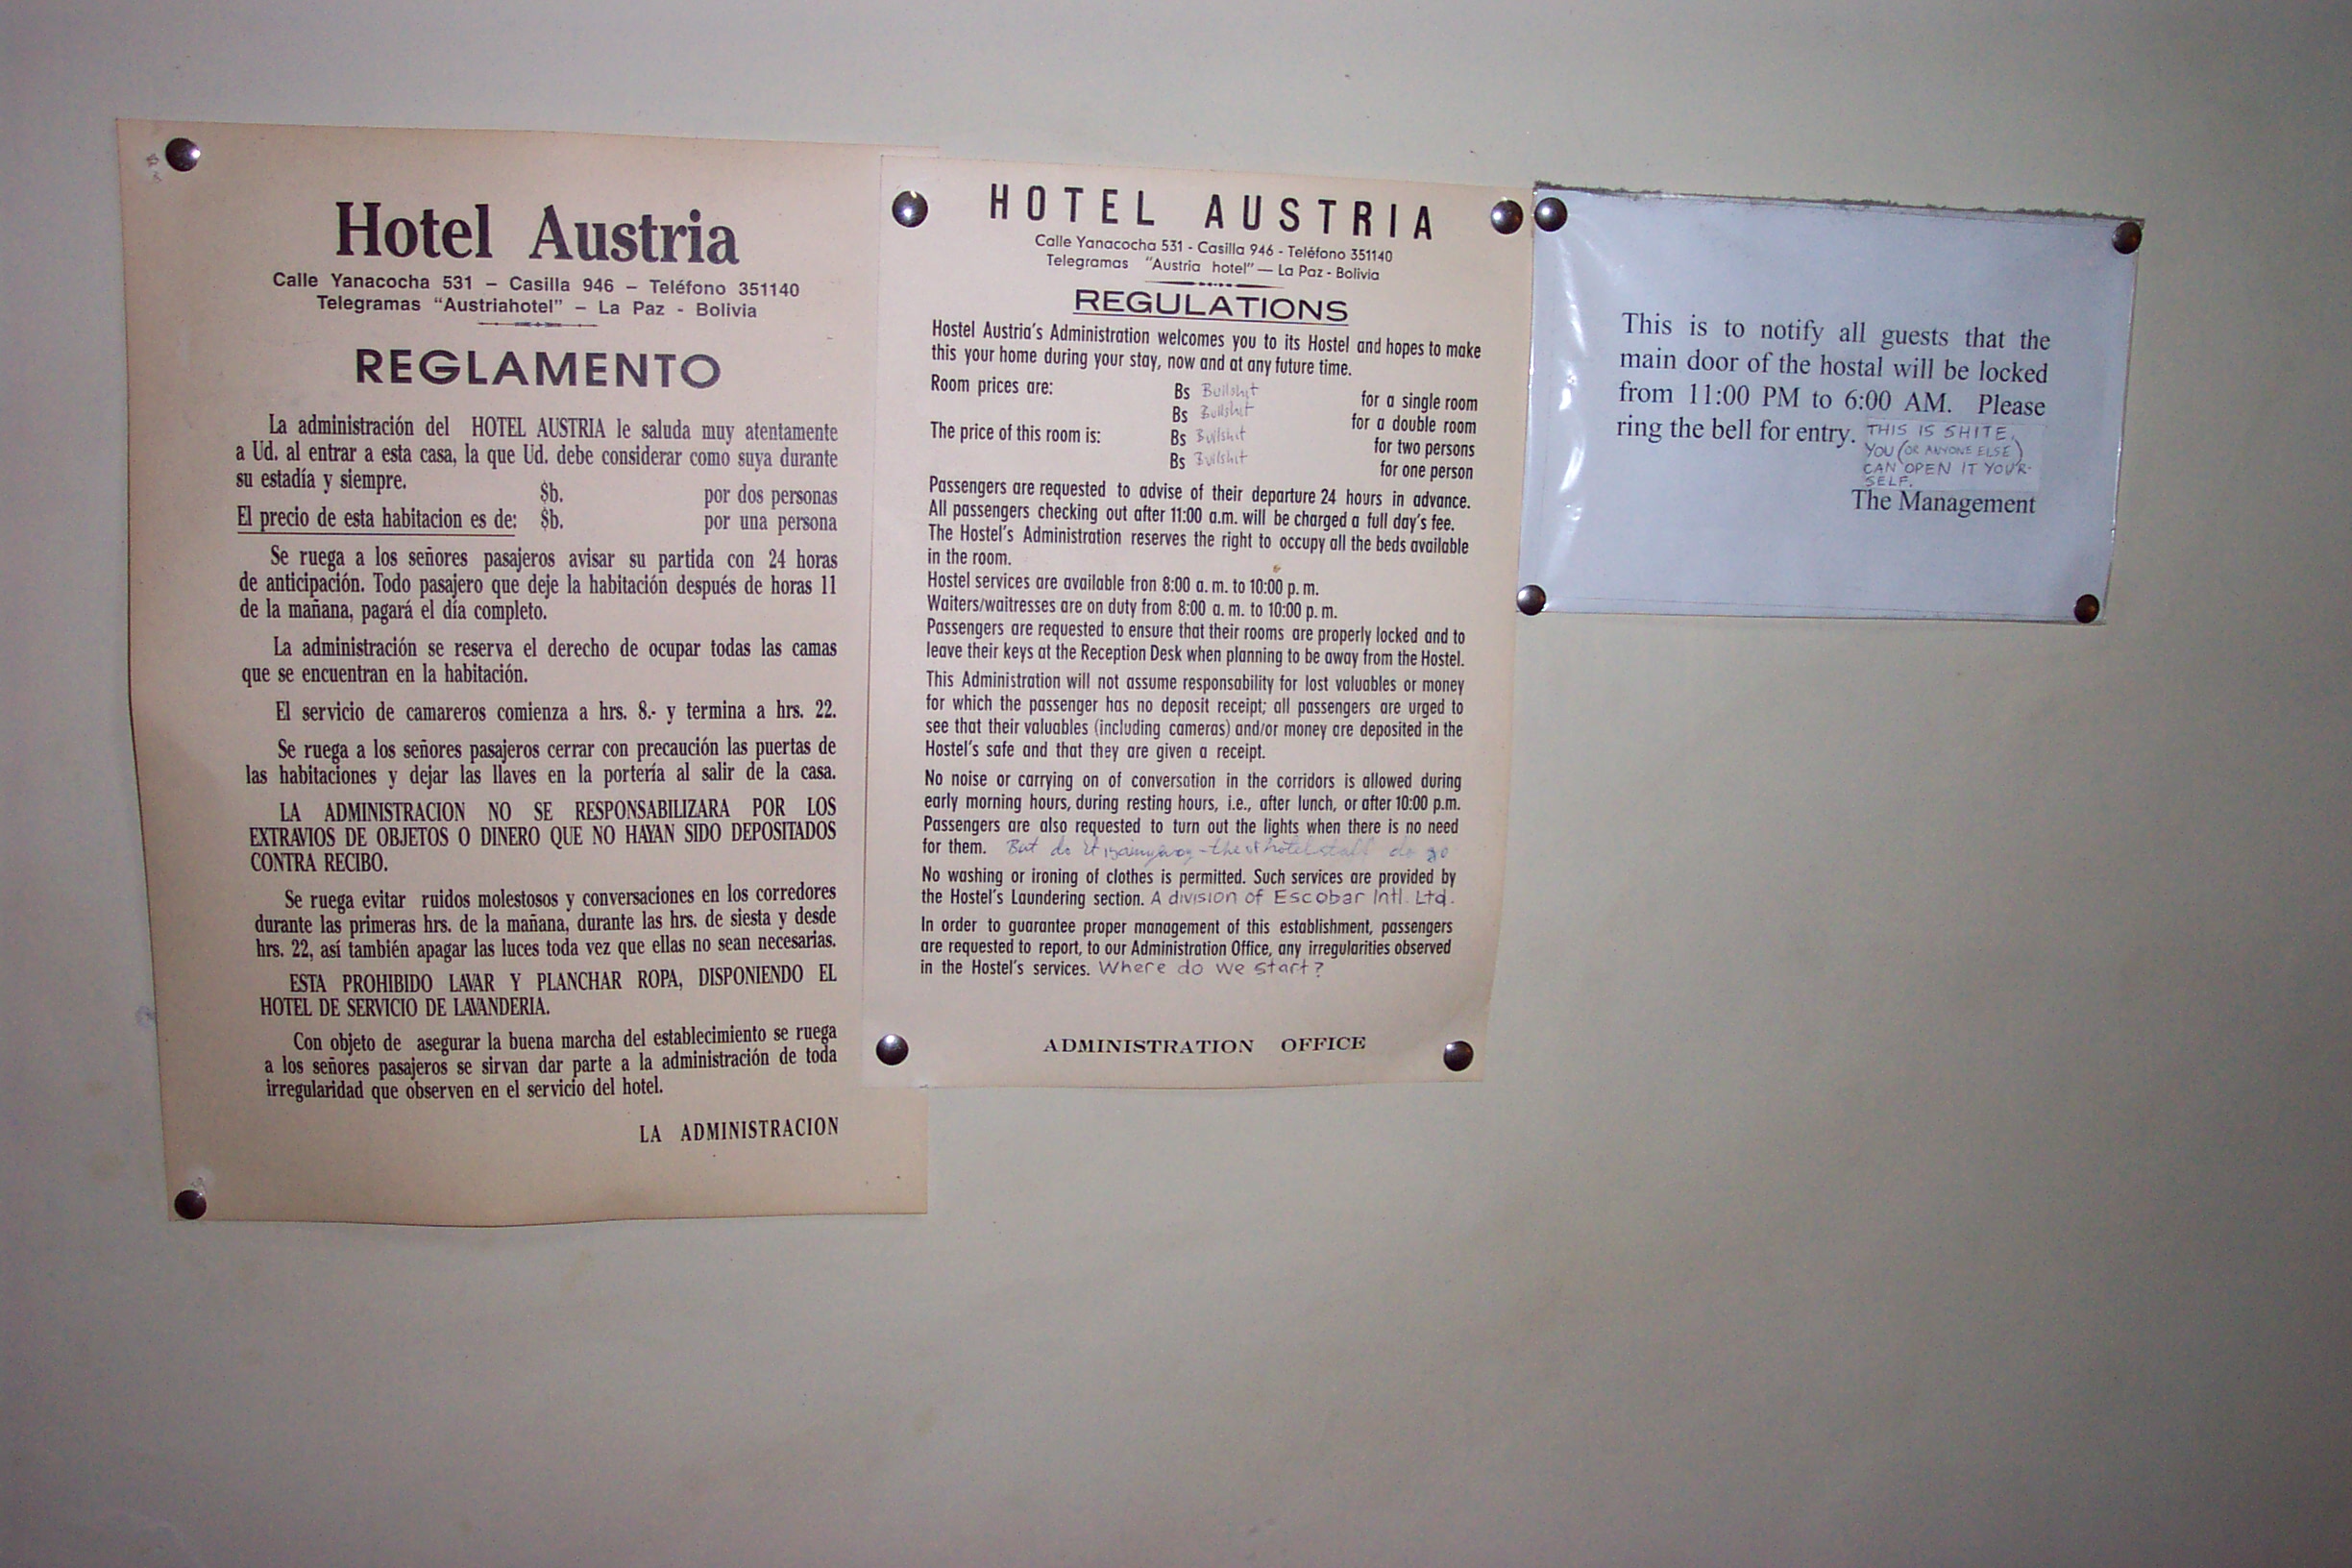 Hotel Austria
Calle Yanacocha 531 – Casilla 946 – Teléfono 351140
Telegramas “Austriahotel” – La Paz - Bolivia
REGLAMENTO
La administración del HOTEL AUSTRIA le saluda muy atentamente
a Ud. al entrar a esta casa, la que Ud. debe considerar como suya durante
su estadía y siempre.
$b. por dos personas
El precio de esta habitacion es de: $b. por una persona
Se ruega a los señores pasajeros avisar su partida con 24 horas
de anticipación. Todo pasajero que deje la habitación después de horas 11
de la mañana, pagará el día completo.
La administración se reserva el derecho de ocupar todas las camas
que se encuentran en la habitación.
El servicio de camareros comienza a hrs. 8.- y termina a hrs. 22.
Se ruega a los señores pasajeros cerrar con precaución las puertas de
las habitaciones y dejar las llaves en la portería al salir de la casa.
LA ADMINISTRACION NO SE RESPONSABILIZARA POR LOS
EXTRAVIOS DE OBJETOS O DINERO QUE NO HAYAN SIDO DEPOSITADOS
CONTRA RECIBO.
Se ruega evitar ruidos molestosos y conversaciones en los corredores
durante las primeras hrs. de la mañana, durante las hrs. de siesta y desde
hrs. 22, así también apagar las luces toda vez que ellas no sean necesarias.
ESTA PROHIBIDO LAVAR Y PLANCHAR ROPA, DISPONIENDO EL
HOTEL DE SERVICIO DE LAVANDERIA.
Con objeto de asegurar la buena marcha del establecimiento se ruega
a los señores pasajeros se sirvan dar parte a la administración de toda
irregularidad que observen en el servicio del hotel.
LA ADMINISTRACION
HOTEL AUSTRIA
Calle Yanacocha 531 - Casilla 946 - Teléfono 351140
Telegramas “Austria hotel” — La Paz - Bolivia
REGULATIONS
Hostel Austria's Administration welcomes you to its Hostel and hopes to make
this your home during your stay, now and at any future time.
Room prices are: Bs Bullshit for a single room
Bs Bullshit for a double room
The price of this room is: Bs Bullshit for two persons
Bs Bullshit for one person
Passengers are requested to advise of their departure 24 hours in advance.
All passengers checking out after 11:00 a.m. will be charged a full day's fee.
The Hostel's Administration reserves the right to occupy all the beds available
in the room.
Hostel services are available fron 8:00 a. m. to 10:00 p. m.
Waiters/waitresses are on duty from 8:00 a. m. to 10:00 p. m.
Passengers are requested to ensure that their rooms are properly locked and to
leave their keys at the Reception Desk when planning to be away from the Hostel.
This Administration will not assume responsability for lost valuables or money
for which the passenger has no deposit receipt; all passengers are urged to
see that their valuables (including cameras) and/or money are deposited in the
Hostel's safe and that they are given a receipt.
No noise or carrying on of conversation in the corridors is allowed during
early morning hours, during resting hours, i.e., after lunch, or after 10:00 p.m.
Passengers are also requested to turn out the lights when there is no need
for them. But do it anyway - the hotel staff do
No washing or ironing of clothes is permitted. Such services are provided by
the Hostel's Laundering section. A division of Escobar Intl. Ltd.
In order to guarantee proper management of this establishment, passengers
are requested to report, to our Administration Office, any irregularities observed
in the Hostel's services. Where do we start?
ADMINISTRATION OFFICE
This is to notify all guests that the
main door of the hostal will be locked
from 11:00 PM to 6:00 AM. Please
ring the bell for entry. THIS IS SHITE,
YOU (OR ANYONE ELSE)
CAN OPEN IT YOUR-
SELF.
The Management